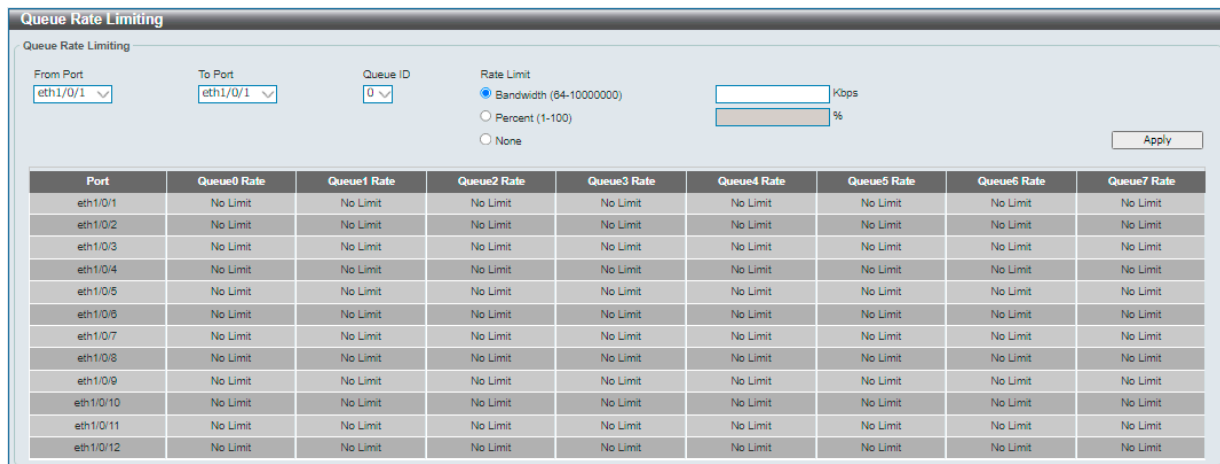 Queue Rate Limiting
Queue Rate Limiting
From Port To Port Queue ID Rate Limit
eth1/0/1 eth1/0/1 0 Bandwidth (64-10000000) Kbps
Percent (1-100) %
None
Apply
Port Queue0 Rate Queue1 Rate Queue2 Rate Queue3 Rate Queue4 Rate Queue5 Rate Queue6 Rate Queue7 Rate
eth1/0/1 No Limit No Limit No Limit No Limit No Limit No Limit No Limit No Limit
eth1/0/2 No Limit No Limit No Limit No Limit No Limit No Limit No Limit No Limit
eth1/0/3 No Limit No Limit No Limit No Limit No Limit No Limit No Limit No Limit
eth1/0/4 No Limit No Limit No Limit No Limit No Limit No Limit No Limit No Limit
eth1/0/5 No Limit No Limit No Limit No Limit No Limit No Limit No Limit No Limit
eth1/0/6 No Limit No Limit No Limit No Limit No Limit No Limit No Limit No Limit
eth1/0/7 No Limit No Limit No Limit No Limit No Limit No Limit No Limit No Limit
eth1/0/8 No Limit No Limit No Limit No Limit No Limit No Limit No Limit No Limit
eth1/0/9 No Limit No Limit No Limit No Limit No Limit No Limit No Limit No Limit
eth1/0/10 No Limit No Limit No Limit No Limit No Limit No Limit No Limit No Limit
eth1/0/11 No Limit No Limit No Limit No Limit No Limit No Limit No Limit No Limit
eth1/0/12 No Limit No Limit No Limit No Limit No Limit No Limit No Limit No Limit